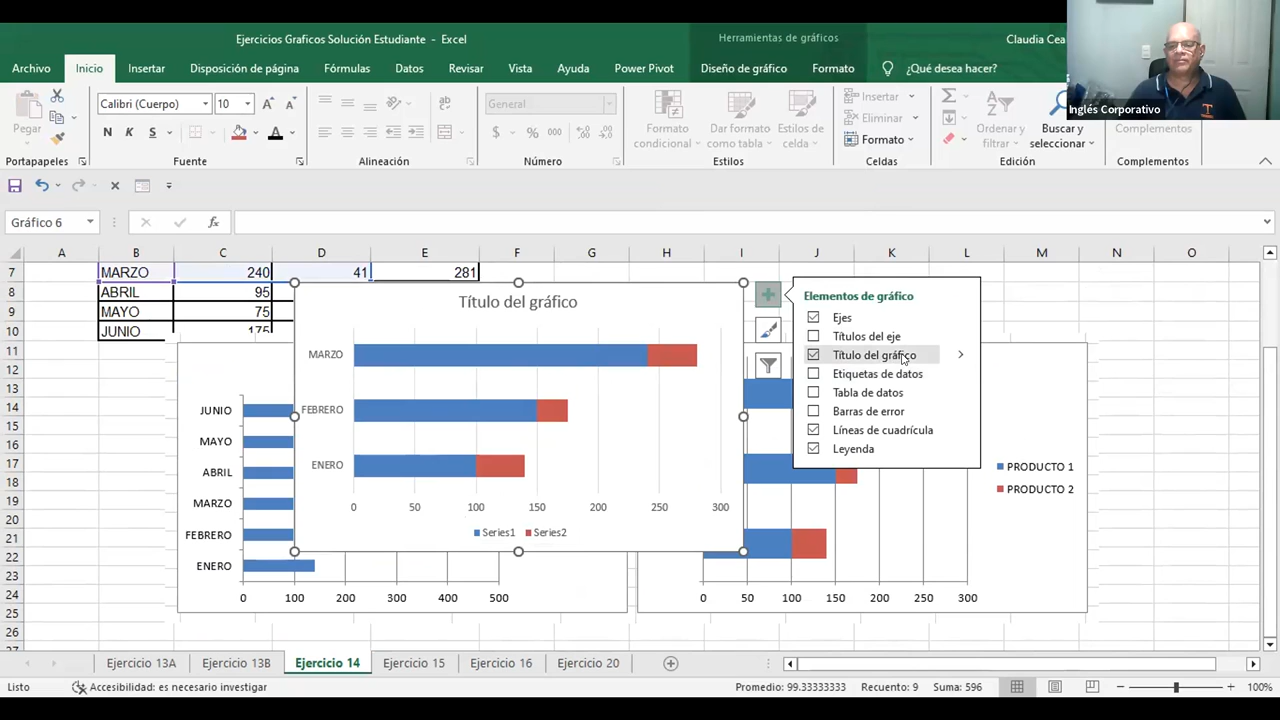 Ejercicios Graficos Solución Estudiante - Excel
Herramientas de gráficos
Claudia Cea
Archivo Inicio Insertar Disposición de página Fórmulas Datos Revisar Vista Ayuda Power Pivot Diseño de gráfico Formato ¿Qué desea hacer?
Inglés Corporativo
Calibri (Cuerpo) 10 General Insertar
Pegar
N K S
Formato condicional
Dar formato como tabla
Estilos de celda
Eliminar
Formato
Ordenar y filtrar
Buscar y seleccionar
Complementos
Portapapeles Fuente Alineación Número Estilos Celdas Edición Complementos
Gráfico 6 fx
A B C D E F G H I J K L M N O
7 MARZO 240 41 281
8 ABRIL 95
9 MAYO 75
10 JUNIO 175
11
12
13
14
15
16
17
18
19
20
21
22
23
24
25
26
Título del gráfico
MARZO
FEBRERO
ENERO
0 50 100 150 200 250 300
Series1 Series2
Elementos de gráfico
Ejes
Títulos del eje
Título del gráfico
Etiquetas de datos
Tabla de datos
Barras de error
Líneas de cuadrícula
Leyenda
JUNIO
MAYO
ABRIL
MARZO
FEBRERO
ENERO
0 100 200 300 400 500
PRODUCTO 1
PRODUCTO 2
0 50 100 150 200 250 300
Ejercicio 13A Ejercicio 13B Ejercicio 14 Ejercicio 15 Ejercicio 16 Ejercicio 20
Listo Accesibilidad: es necesario investigar Promedio: 99.33333333 Recuento: 9 Suma: 596 100%